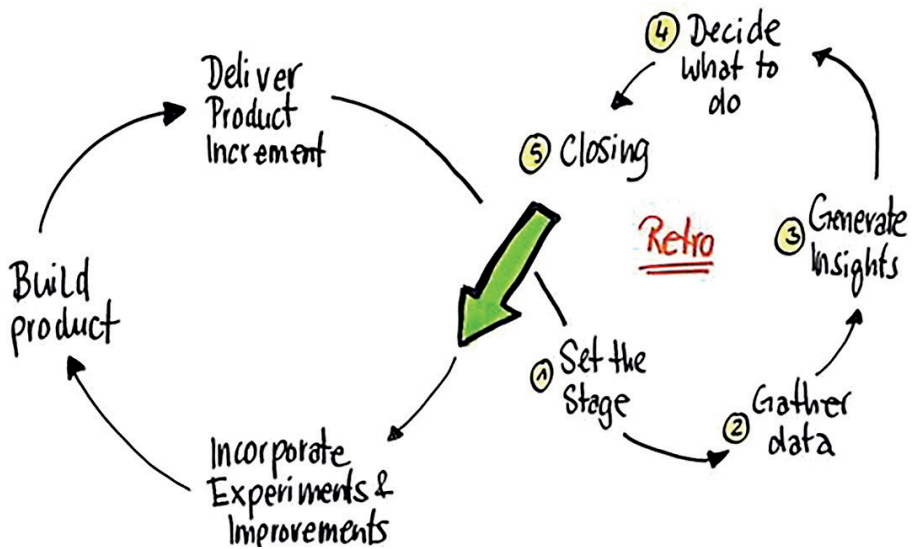 Deliver
Product
Increment
Build
product
Incorporate
Experiments &
Improvements
Retro
1 Set the
Stage
2 Gather
data
3 Generate
Insights
4 Decide
what to
do
5 Closing